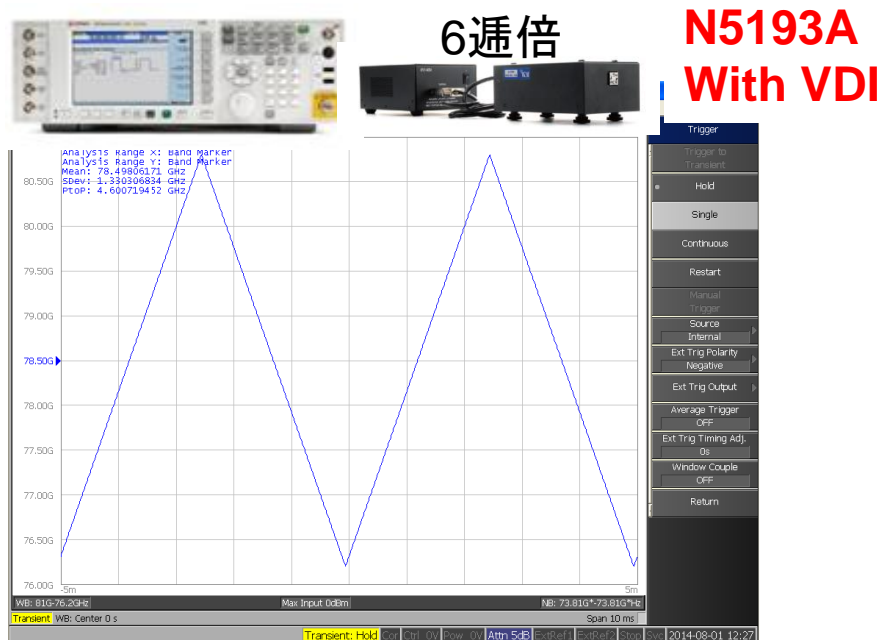 6逓倍
N5193A
With VDI
Analysis Range X: Band Marker
Analysis Range Y: Band Marker
Mean: 78.49806171 GHz
SDev: 1.330306834 GHz
PtoP: 4.600719452 GHz
80.50G
80.00G
79.50G
79.00G
78.50G
78.00G
77.50G
77.00G
76.50G
76.00G
-5m
5m
WB: 81G-76.2GHz
Max Input 0dBm
NB: 73.81G*-73.81G*Hz
Transient
WB: Center 0 s
Span 10 ms
Trigger
Trigger to
Transient
Hold
Single
Continuous
Restart
Manual
Trigger
Source
Internal
Ext Trig Polarity
Negative
Ext Trig Output
Average Trigger
OFF
Ext Trig Timing Adj.
0s
Window Couple
OFF
Return
Transient: Hold
Cor
Ctrl 0V
Pow 0V
Attn 5dB
ExtRef1
ExtRef2
Stop
Svc
2014-08-01 12:27